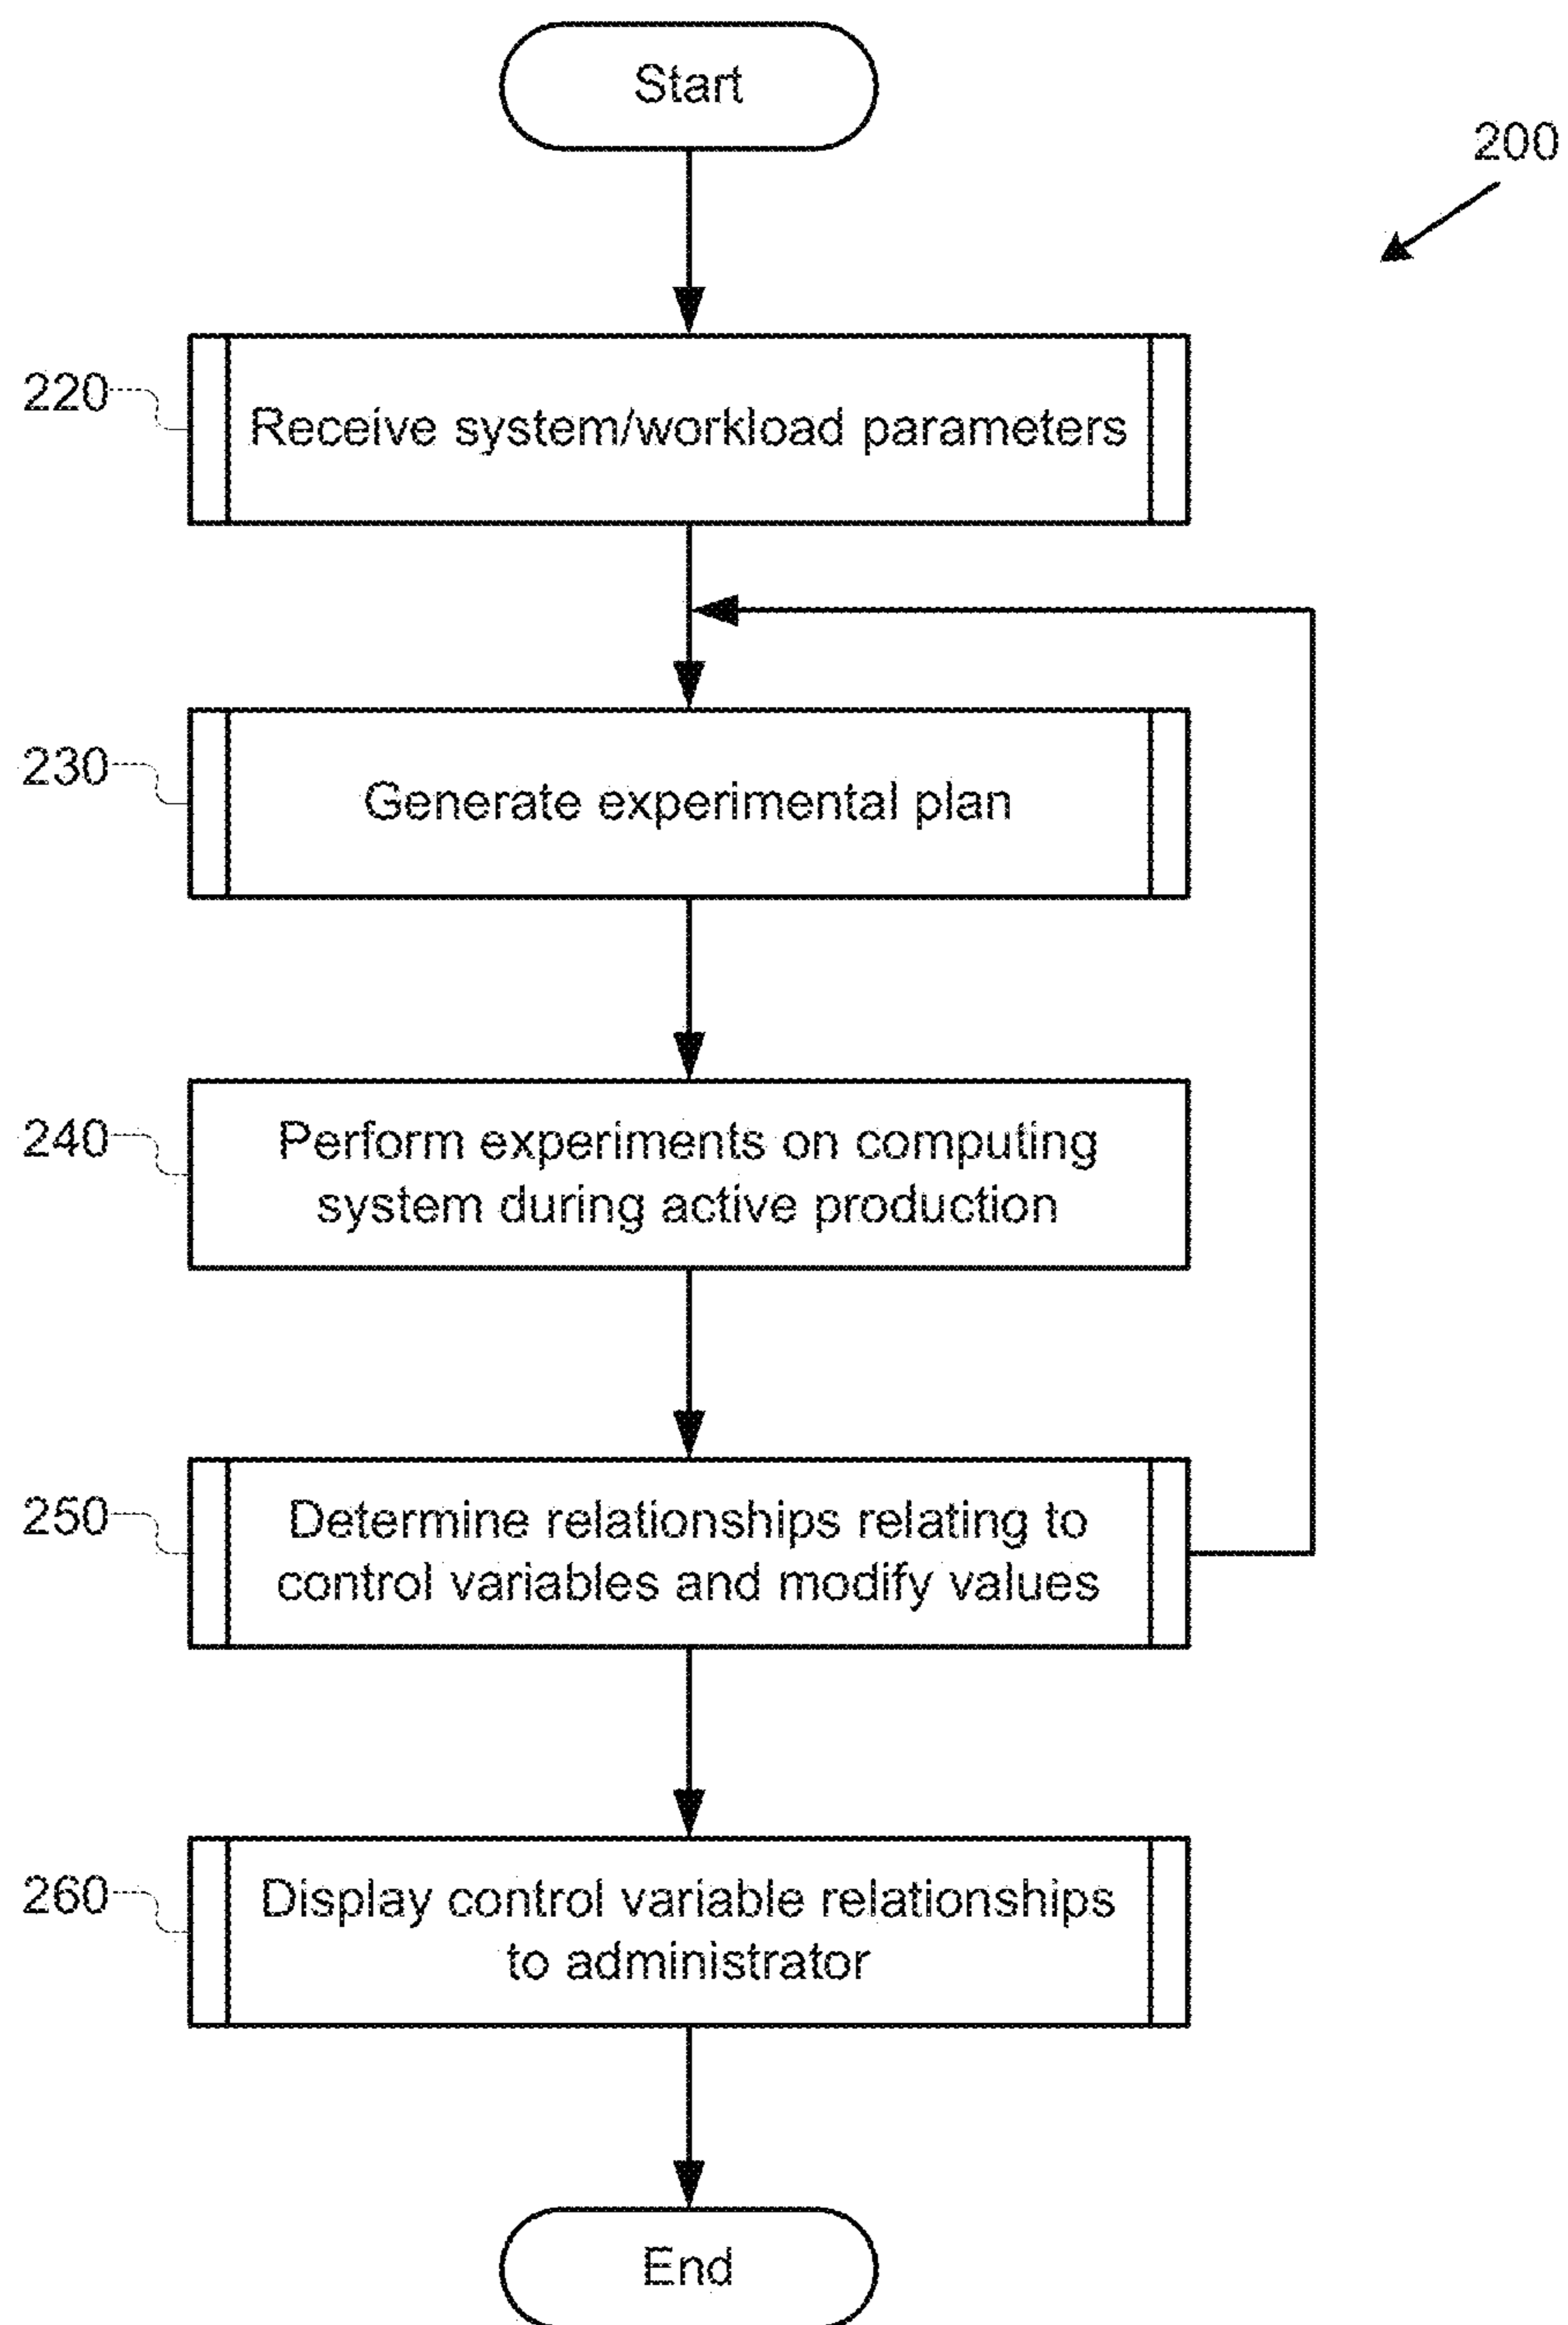 Start
200
220
Receive system/workload parameters
230
Generate experimental plan
240
Perform experiments on computing
system during active production
250
Determine relationships relating to
control variables and modify values
260
Display control variable relationships
to administrator
End